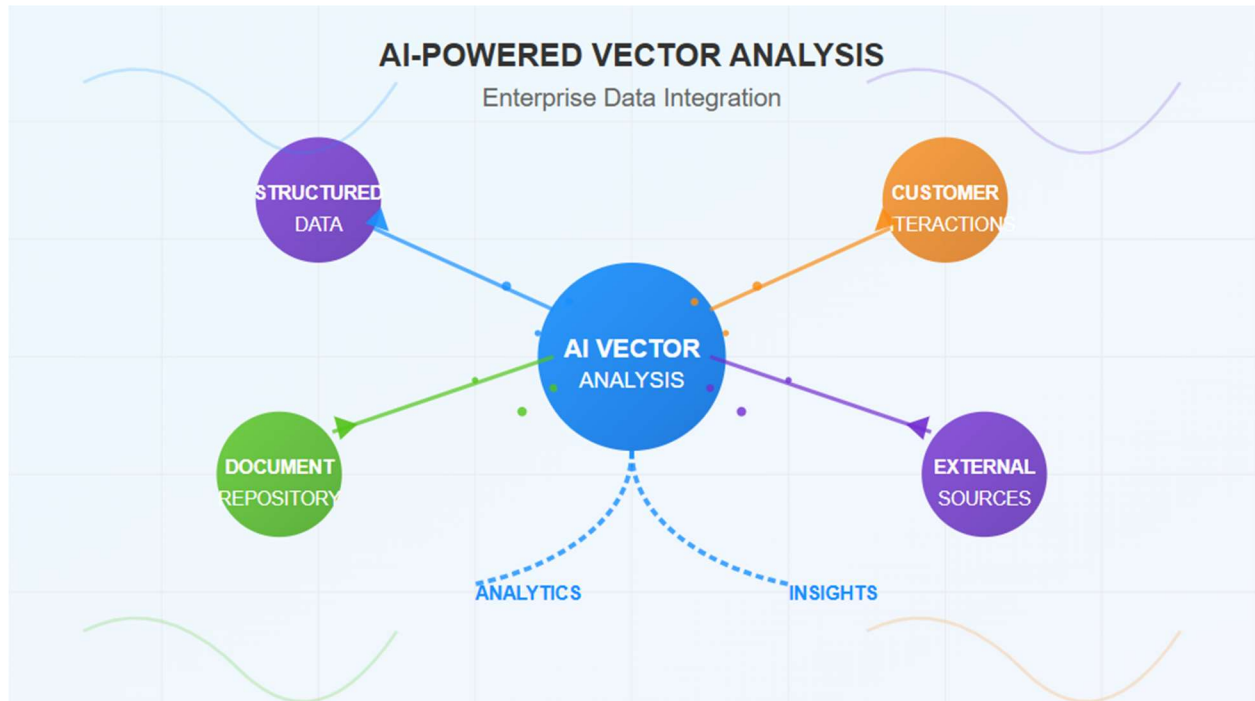 AI-POWERED VECTOR ANALYSIS
Enterprise Data Integration
STRUCTURED
DATA
CUSTOMER
TERACTIONS
AI VECTOR
ANALYSIS
DOCUMENT
REPOSITORY
EXTERNAL
SOURCES
ANALYTICS
INSIGHTS